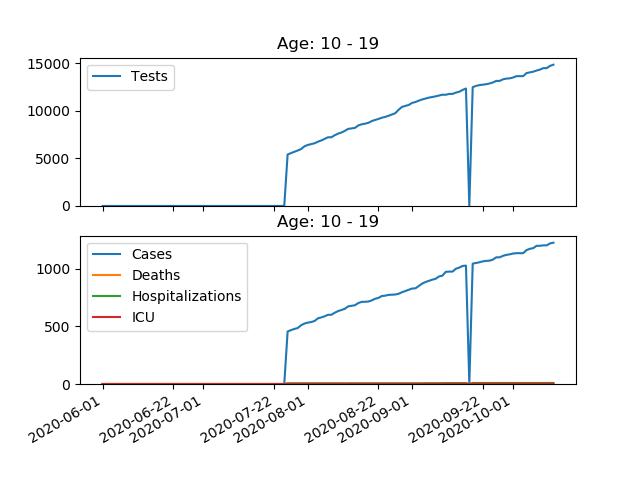 Age: 10 - 19
15000
10000
5000
0
Tests
Age: 10 - 19
1000
500
0
Cases
Deaths
Hospitalizations
ICU
2020-06-01
2020-06-22
2020-07-01
2020-07-22
2020-08-01
2020-08-22
2020-09-01
2020-09-22
2020-10-01